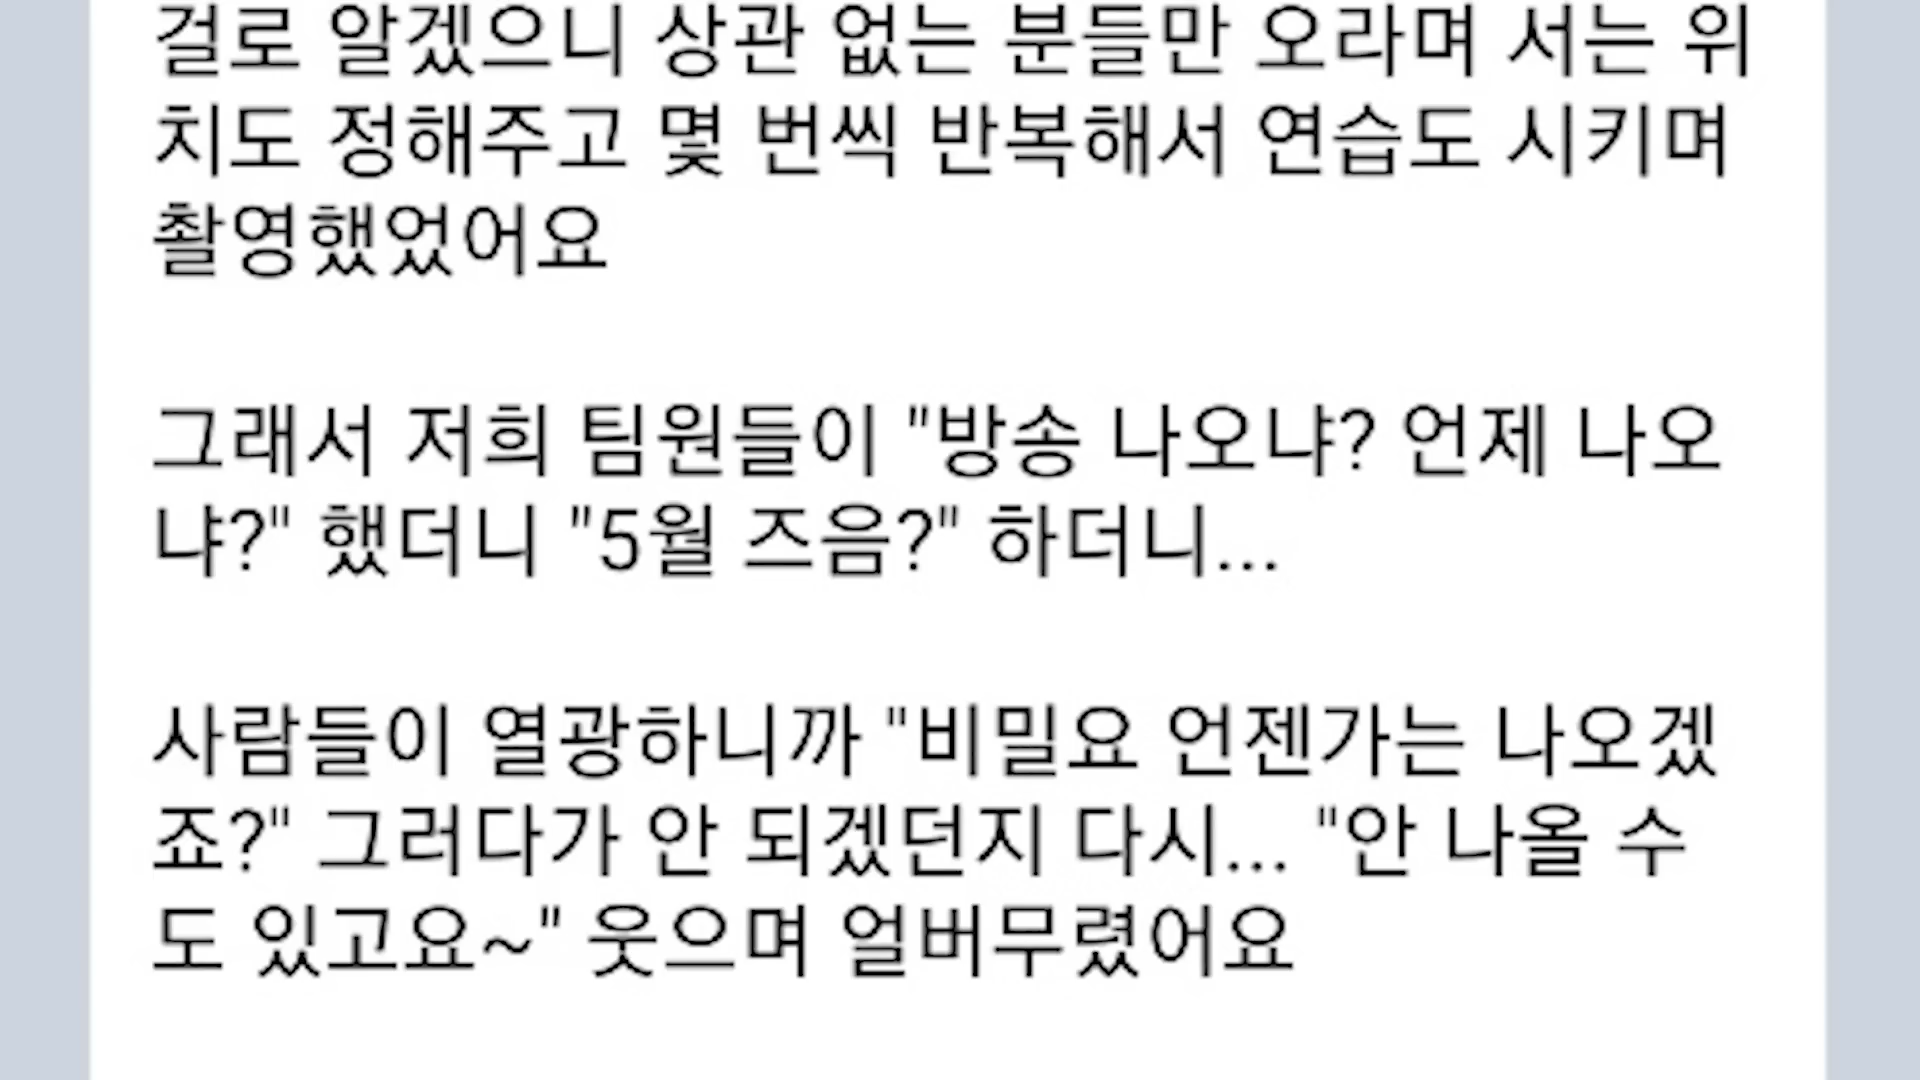 걸로 알겠으니 상관 없는 분들만 오라며 서는 위
치도 정해주고 몇 번씩 반복해서 연습도 시키며
촬영했었어요
그래서 저희 팀원들이 "방송 나오냐? 언제 나오
냐?" 했더니 "5월 즈음?" 하더니...
사람들이 열광하니까 "비밀요 언젠가는 나오겠
죠?" 그러다가 안 되겠던지 다시... "안 나올 수
도 있고요~" 웃으며 얼버무렸어요